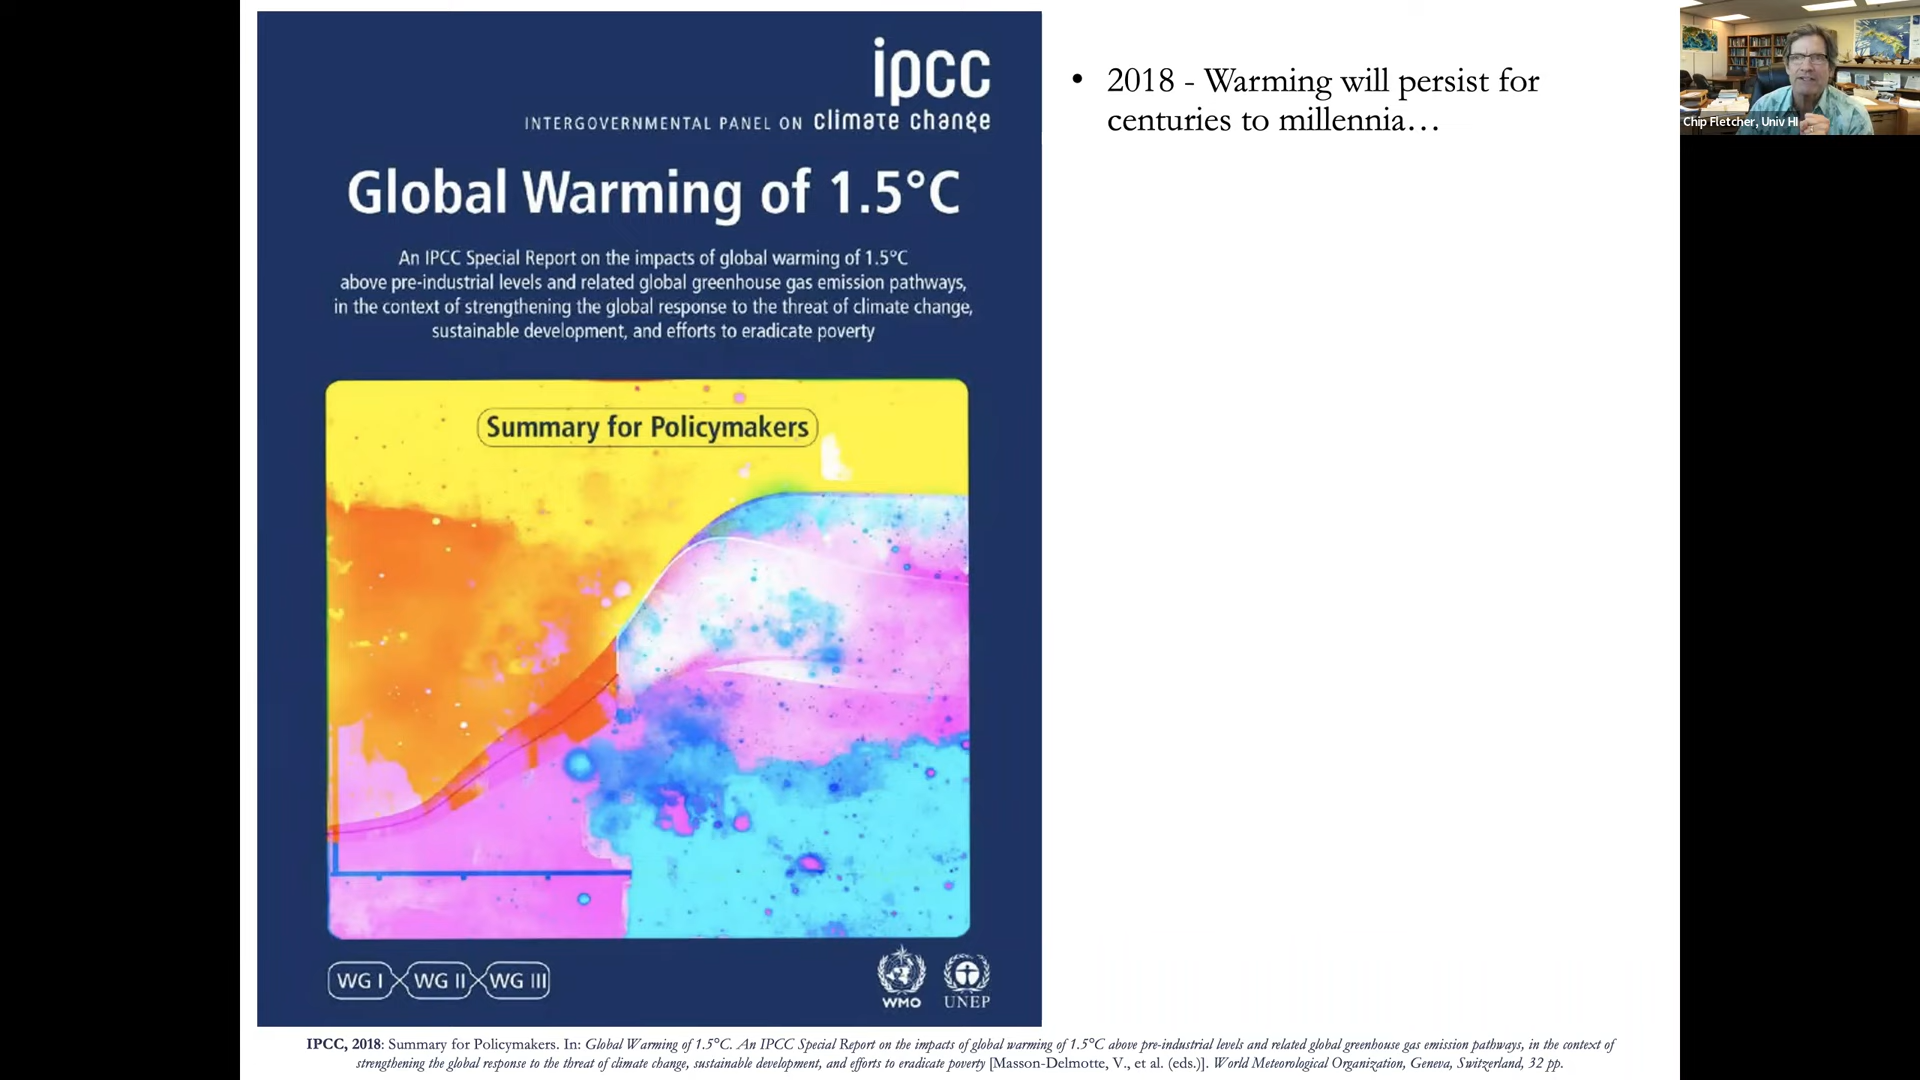 ipcc
INTERGOVERNMENTAL PANEL ON climate change
Global Warming of 1.5°C
An IPCC Special Report on the impacts of global warming of 1.5°C
above pre-industrial levels and related global greenhouse gas emission pathways,
in the context of strengthening the global response to the threat of climate change,
sustainable development, and efforts to eradicate poverty
Summary for Policymakers
WG I WG II WG III
WMO UNEP
• 2018 - Warming will persist for
centuries to millennia…
Chip Fletcher, Univ HI
IPCC, 2018: Summary for Policymakers. In: Global Warming of 1.5°C. An IPCC Special Report on the impacts of global warming of 1.5°C above pre-industrial levels and related global greenhouse gas emission pathways, in the context of
strengthening the global response to the threat of climate change, sustainable development, and efforts to eradicate poverty [Masson-Delmotte, V., et al. (eds.)]. World Meteorological Organization, Geneva, Switzerland, 32 pp.